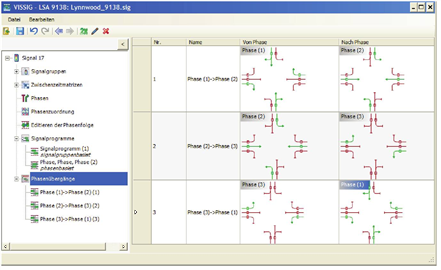 VISSIG - LSA 9138: Lynnwood_9138.sig
Datei Bearbeiten
Signal 17
Signalgruppen
Zwischenzeitmatrizen
Phasen
Phasenzuordnung
Editieren der Phasenfolge
Signalprogramme
Signalprogramm (1)
signalgruppenbasiert
Phase, Phase, Phase (2)
phasenbasiert
Phasenübergänge
Phase (1)->Phase (2) (1)
Phase (2)->Phase (3) (2)
Phase (3)->Phase (1) (3)
Nr. Name Von Phase Nach Phase
1 Phase (1)->Phase (2) Phase (1) Phase (2)
2 Phase (2)->Phase (3) Phase (2) Phase (3)
3 Phase (3)->Phase (1) Phase (3) Phase (1)